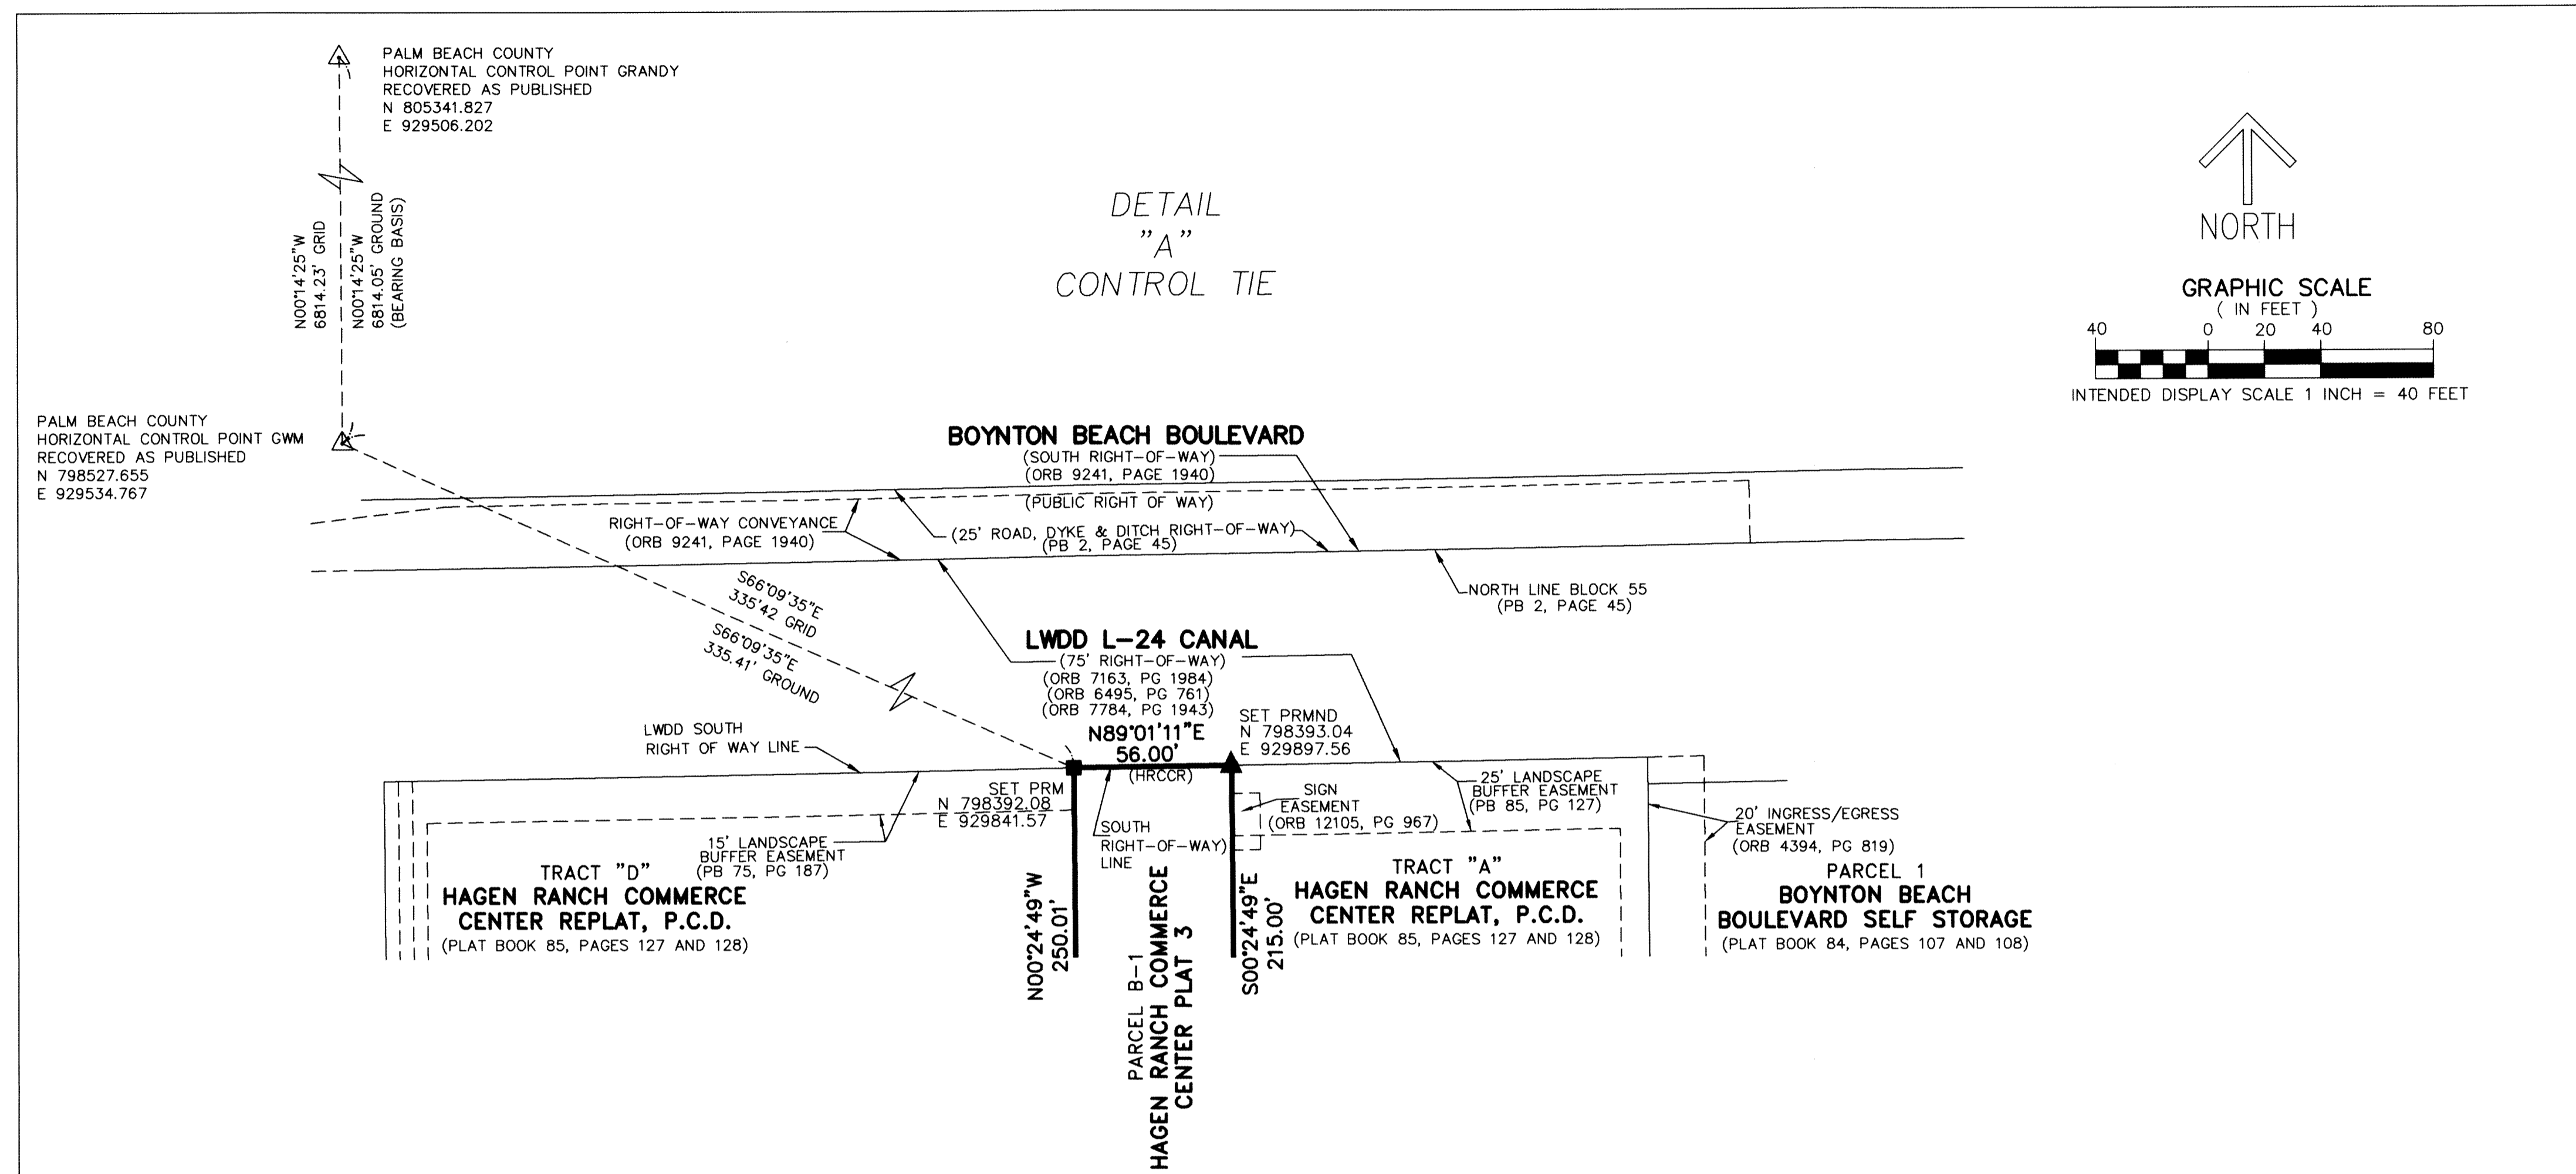 PALM BEACH COUNTY
HORIZONTAL CONTROL POINT GRANDY
RECOVERED AS PUBLISHED
N 805341.827
E 929506.202
N00°14'25"W
6814.23' GRID
N00°14'25"W
6814.05' GROUND
(BEARING BASIS)
DETAIL
"A"
CONTROL TIE
NORTH
GRAPHIC SCALE
( IN FEET )
40 0 20 40 80
INTENDED DISPLAY SCALE 1 INCH = 40 FEET
PALM BEACH COUNTY
HORIZONTAL CONTROL POINT GWM
RECOVERED AS PUBLISHED
N 798527.655
E 929534.767
BOYNTON BEACH BOULEVARD
(SOUTH RIGHT-OF-WAY)
(ORB 9241, PAGE 1940)
(PUBLIC RIGHT OF WAY)
RIGHT-OF-WAY CONVEYANCE
(ORB 9241, PAGE 1940)
(25' ROAD, DYKE & DITCH RIGHT-OF-WAY)
(PB 2, PAGE 45)
NORTH LINE BLOCK 55
(PB 2, PAGE 45)
S66°09'35"E
335'42 GRID
S66°09'35"E
335.41' GROUND
LWDD L-24 CANAL
(75' RIGHT-OF-WAY)
(ORB 7163, PG 1984)
(ORB 6495, PG 761)
(ORB 7784, PG 1943)
N89°01'11"E
56.00'
(HRCCR)
SET PRMND
N 798393.04
E 929897.56
LWDD SOUTH
RIGHT OF WAY LINE
SET PRM
N 798392.08
E 929841.57
15' LANDSCAPE
BUFFER EASEMENT
(PB 75, PG 187)
SOUTH
RIGHT-OF-WAY)
LINE
SIGN
EASEMENT
(ORB 12105, PG 967)
25' LANDSCAPE
BUFFER EASEMENT
(PB 85, PG 127)
20' INGRESS/EGRESS
EASEMENT
(ORB 4394, PG 819)
TRACT "D"
HAGEN RANCH COMMERCE
CENTER REPLAT, P.C.D.
(PLAT BOOK 85, PAGES 127 AND 128)
N00°24'49"W
250.01'
PARCEL B-1
HAGEN RANCH COMMERCE
CENTER PLAT 3
S00°24'49"E
215.00'
TRACT "A"
HAGEN RANCH COMMERCE
CENTER REPLAT, P.C.D.
(PLAT BOOK 85, PAGES 127 AND 128)
PARCEL 1
BOYNTON BEACH
BOULEVARD SELF STORAGE
(PLAT BOOK 84, PAGES 107 AND 108)